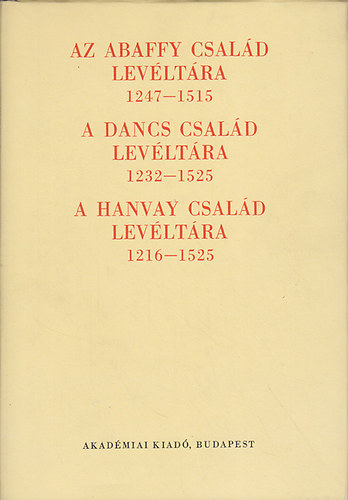 AZ ABAFFY CSALÁD
LEVÉLTÁRA
1247—1515
A DANCS CSALÁD
LEVÉLTÁRA
1232—1525
A HANVAY CSALÁD
LEVÉLTÁRA
1216—1525
AKADÉMIAI KIADÓ, BUDAPEST